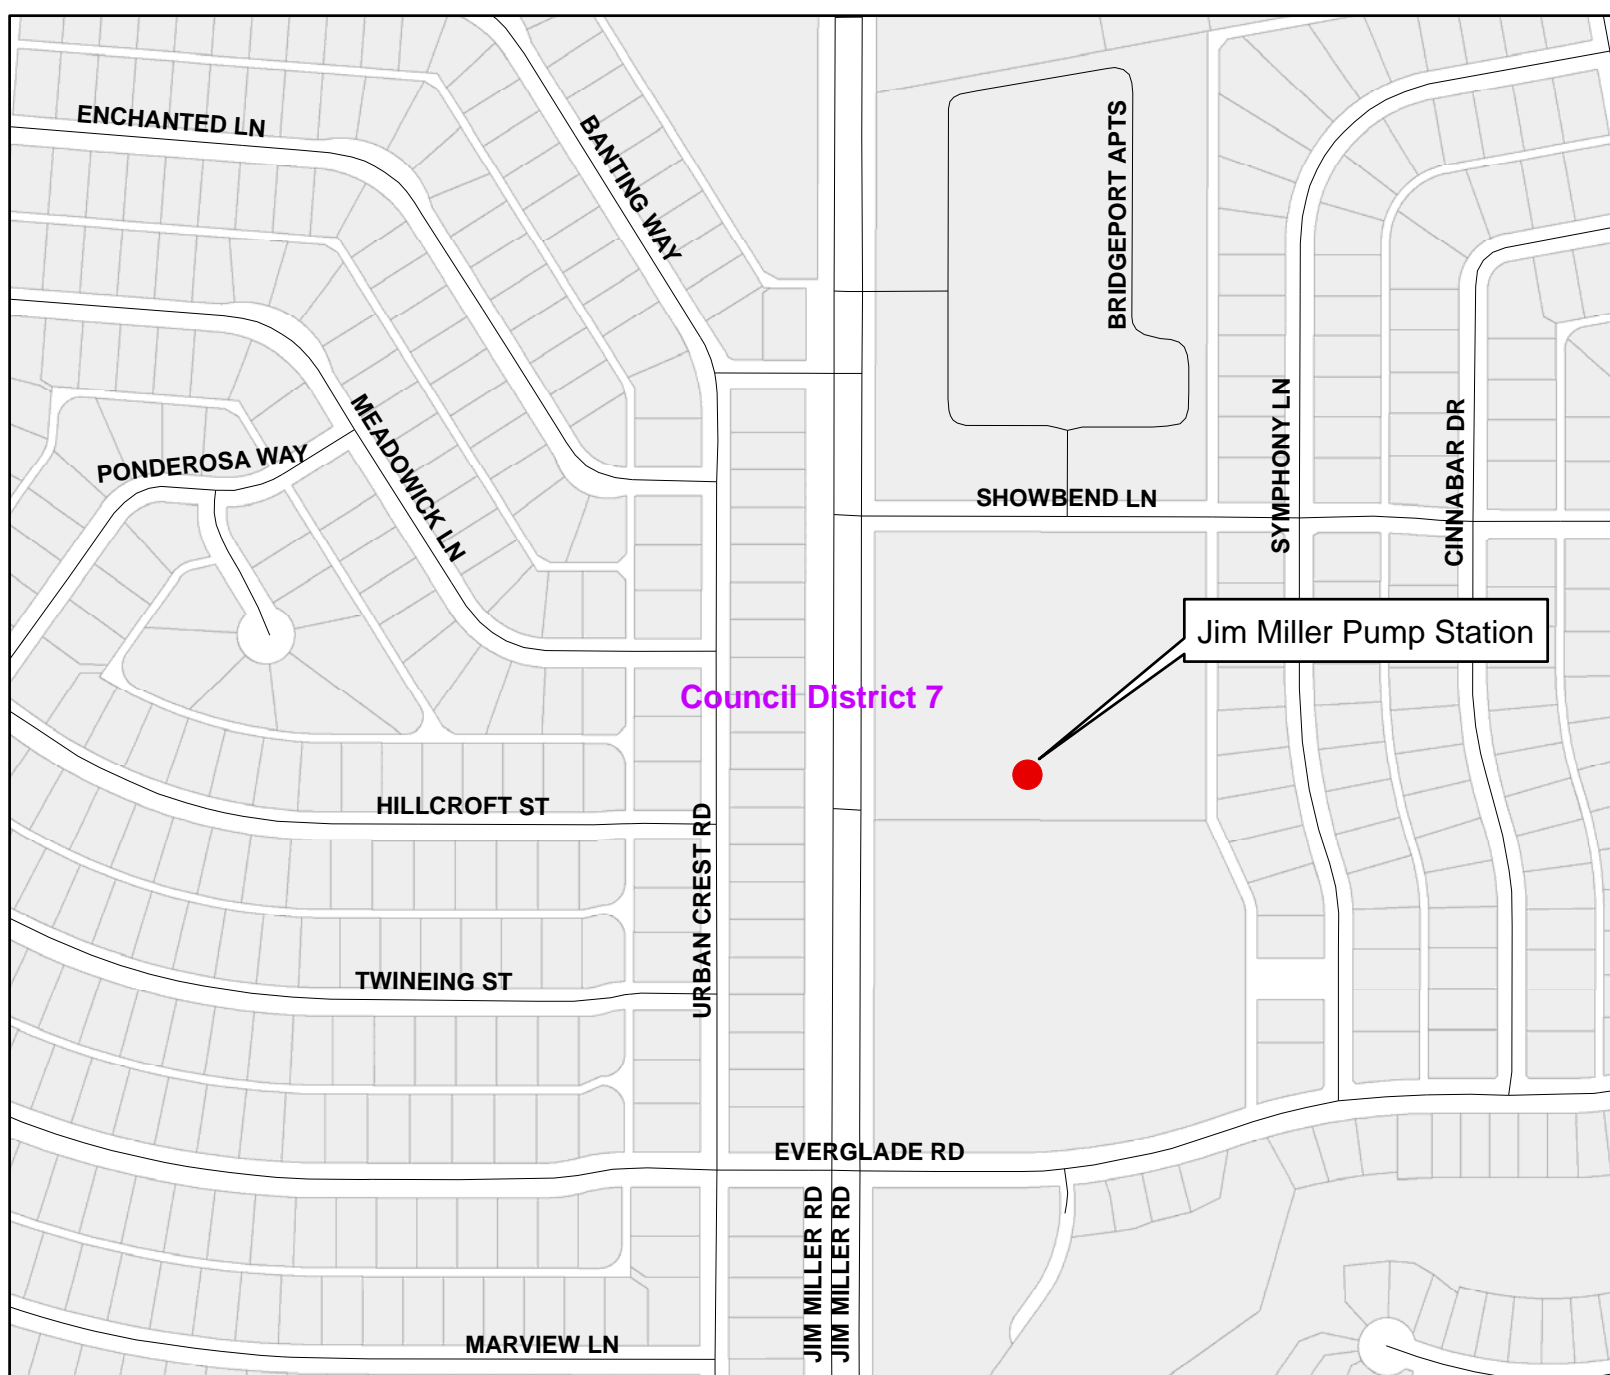 ENCHANTED LN
BANTING WAY
BRIDGEPORT APTS
MEADOWICK LN
PONDEROSA WAY
SYMPHONY LN
CINNABAR DR
SHOWBEND LN
Jim Miller Pump Station
Council District 7
HILLCROFT ST
URBAN CREST RD
TWINEING ST
EVERGLADE RD
JIM MILLER RD
JIM MILLER RD
MARVIEW LN